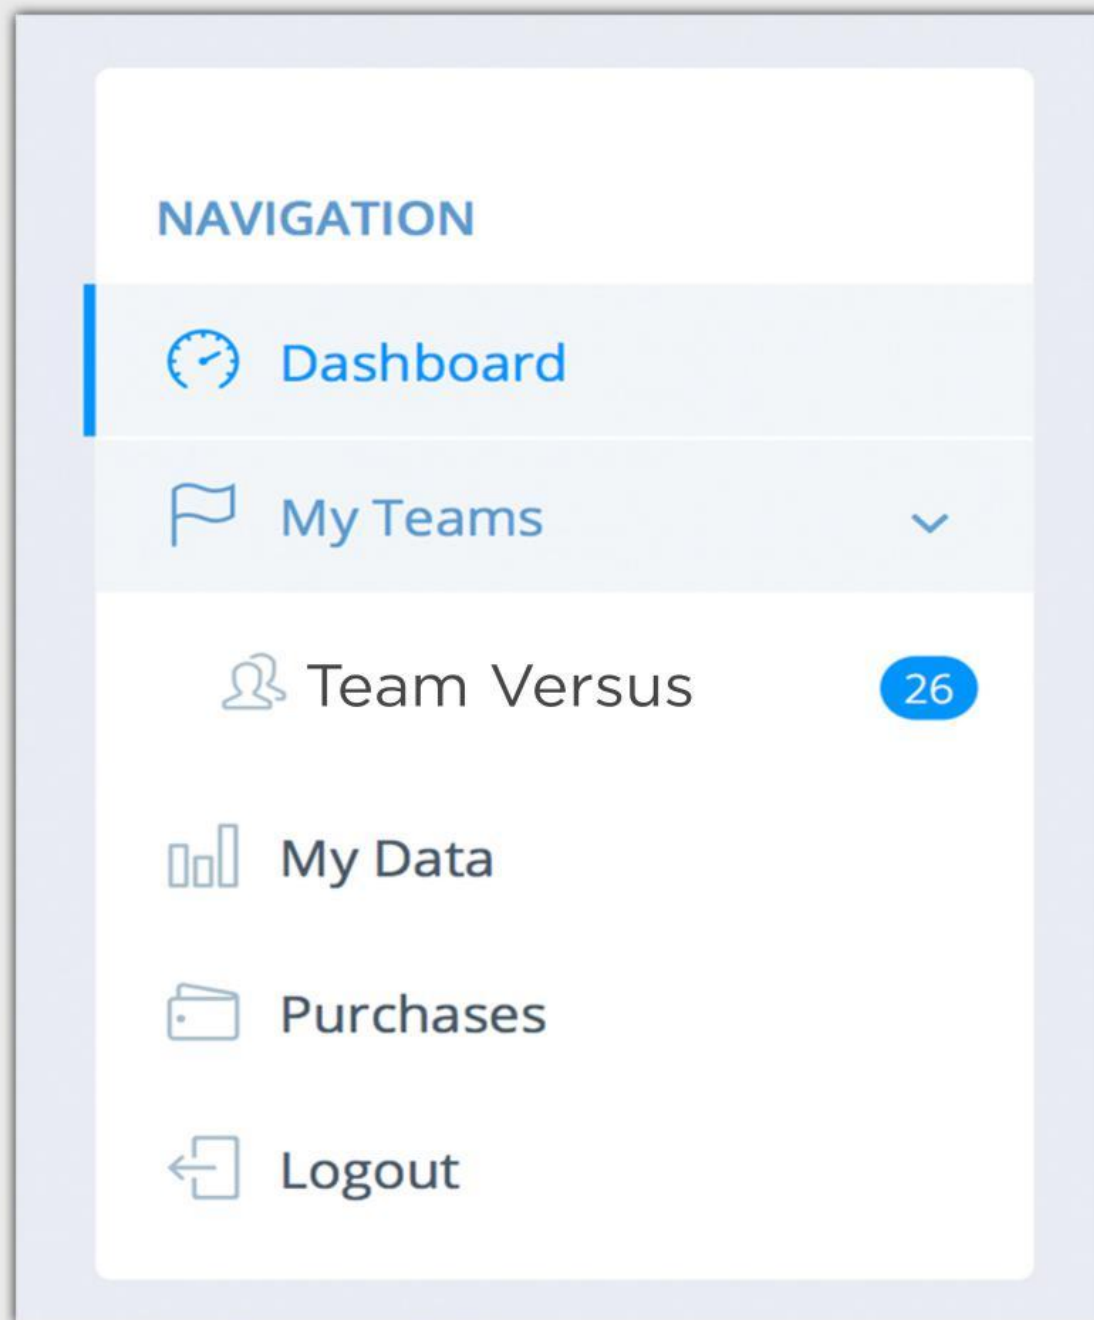 NAVIGATION
Dashboard
My Teams
Team Versus 26
My Data
Purchases
Logout